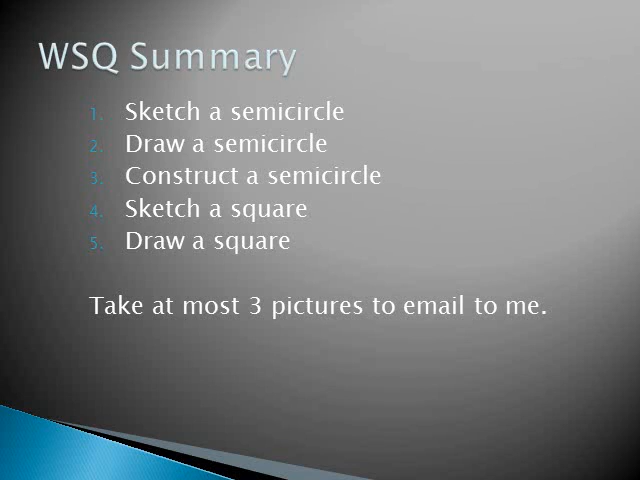 WSQ Summary
1. Sketch a semicircle
2. Draw a semicircle
3. Construct a semicircle
4. Sketch a square
5. Draw a square
Take at most 3 pictures to email to me.